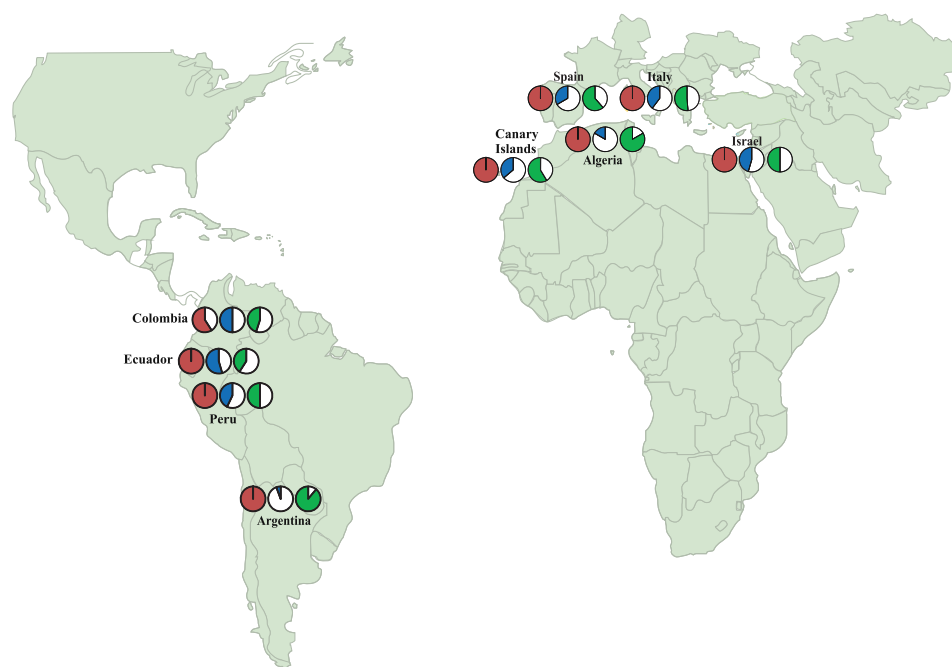 Spain
Italy
Canary
Islands
Algeria
Israel
Colombia
Ecuador
Peru
Argentina